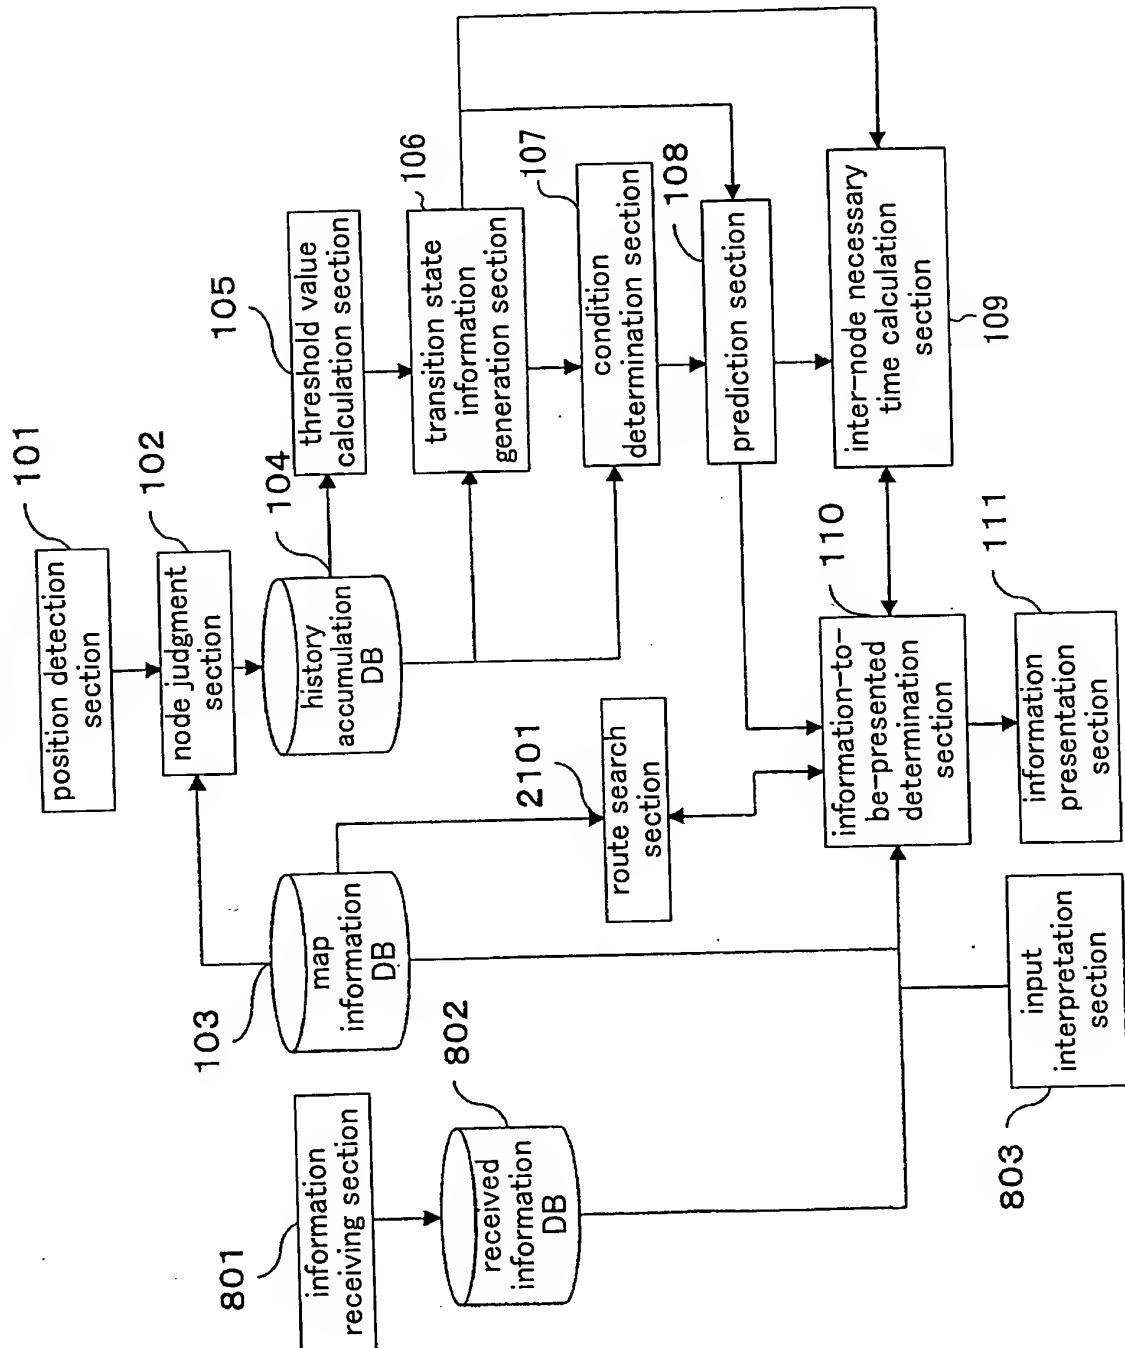 101
position detection
section
102
node judgment
section
104
history
accumulation
DB
105
threshold value
calculation section
106
transition state
information
generation section
107
condition
determination section
108
prediction section
inter-node necessary
time calculation
section
109
103
map
information
DB
2101
route search
section
110
information-to-
be-presented
determination
section
111
information
presentation
section
801
information
receiving section
802
received
information
DB
803
input
interpretation
section